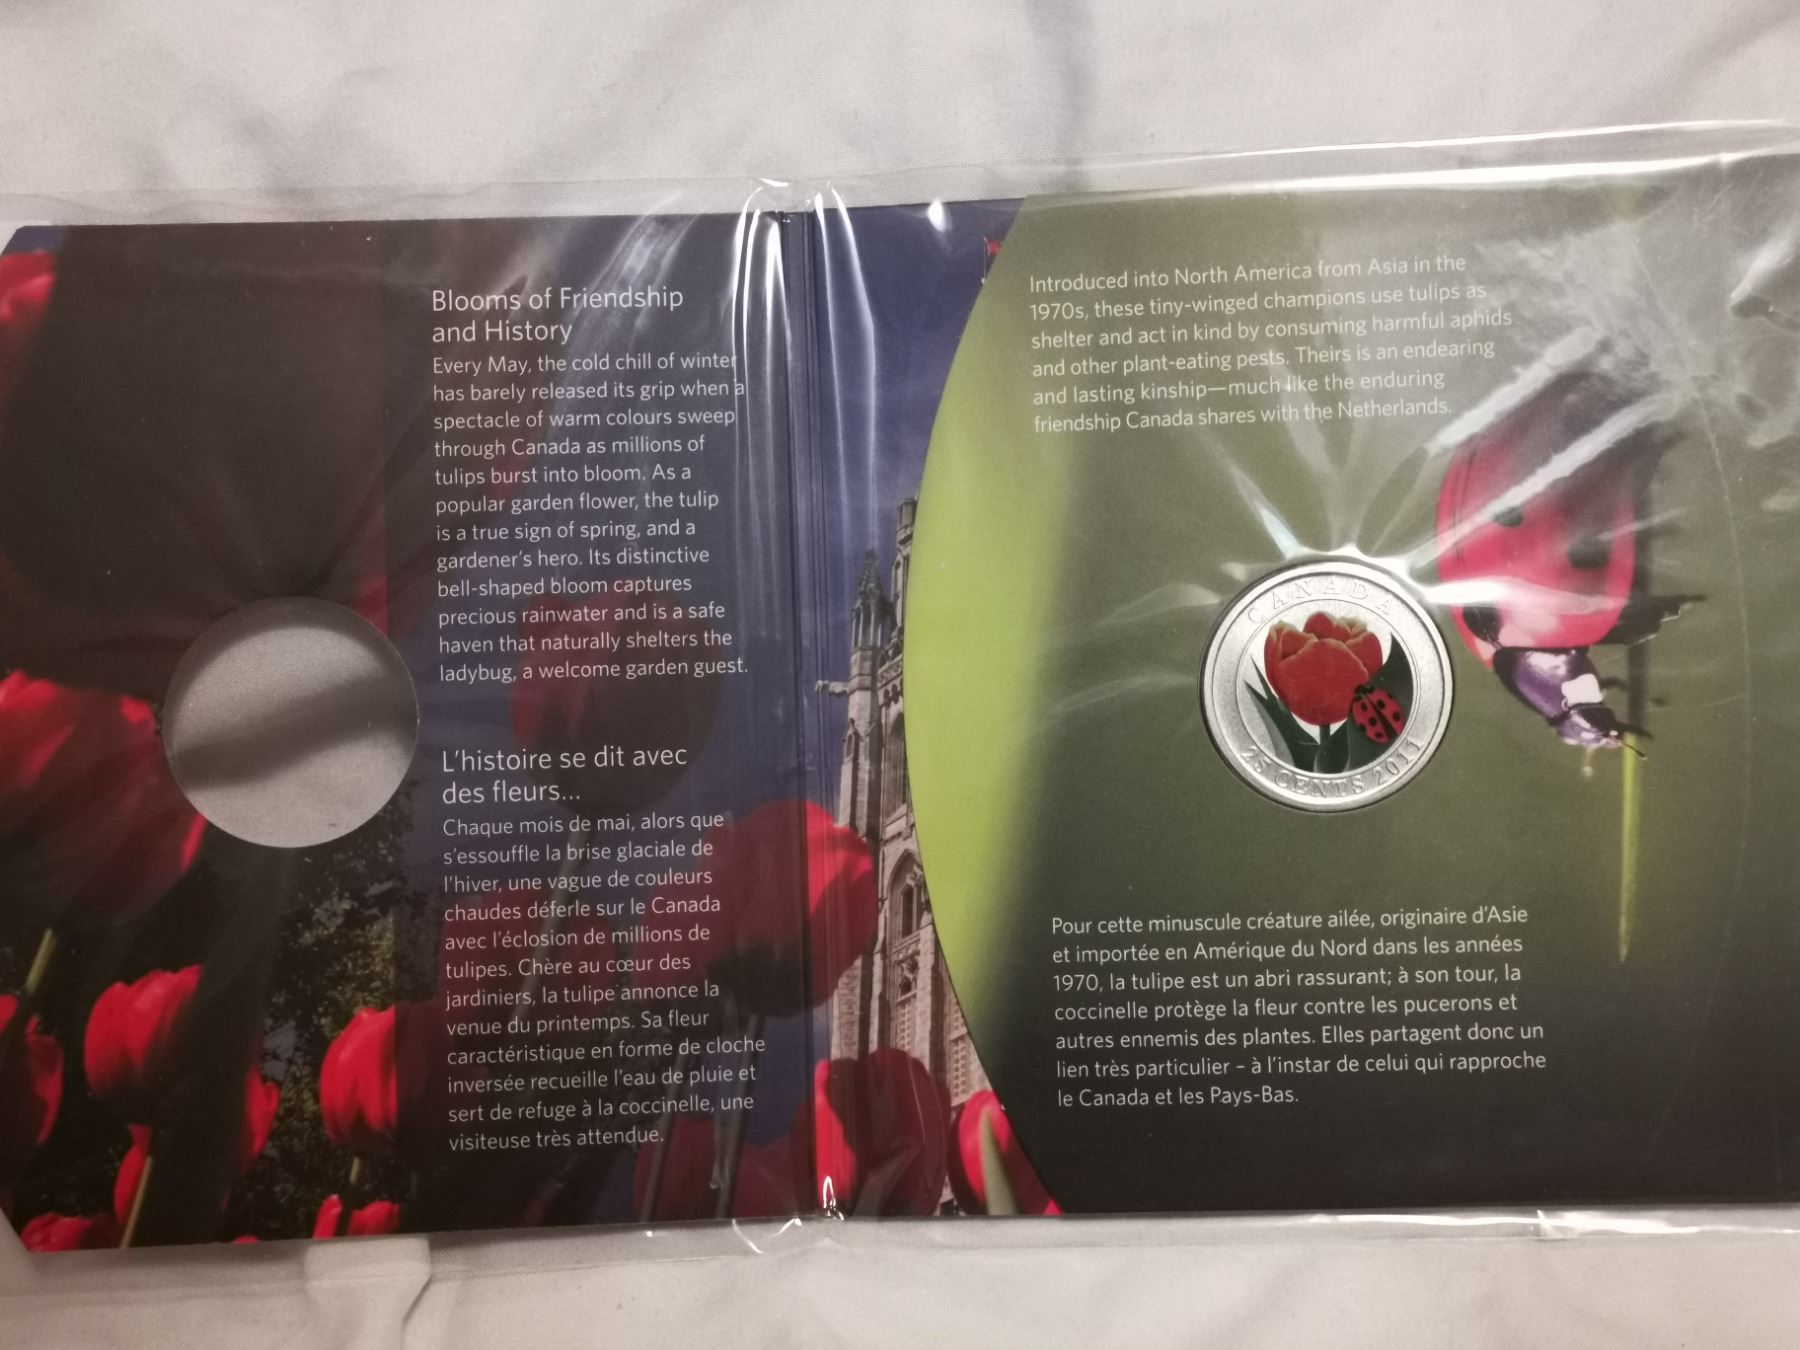 Blooms of Friendship
and History
Every May, the cold chill of winter
has barely released its grip when a
spectacle of warm colours sweep
through Canada as millions of
tulips burst into bloom. As a
popular garden flower, the tulip
is a true sign of spring, and a
gardener's hero. Its distinctive
bell-shaped bloom captures
precious rainwater and is a safe
haven that naturally shelters the
ladybug, a welcome garden guest.
L'histoire se dit avec
des fleurs...
Chaque mois de mai, alors que
s'essouffle la brise glaciale de
l'hiver, une vague de couleurs
chaudes déferle sur le Canada
avec l'éclosion de millions de
tulipes. Chère au cœur des
jardiniers, la tulipe annonce la
venue du printemps. Sa fleur
caractéristique en forme de cloche
inversée recueille l'eau de pluie et
sert de refuge à la coccinelle, une
visiteuse très attendue.
Introduced into North America from Asia in the
1970s, these tiny-winged champions use tulips as
shelter and act in kind by consuming harmful aphids
and other plant-eating pests. Theirs is an endearing
and lasting kinship—much like the enduring
friendship Canada shares with the Netherlands.
CANADA
25 CENTS 2011
Pour cette minuscule créature ailée, originaire d'Asie
et importée en Amérique du Nord dans les années
1970, la tulipe est un abri rassurant; à son tour, la
coccinelle protège la fleur contre les pucerons et
autres ennemis des plantes. Elles partagent donc un
lien très particulier – à l'instar de celui qui rapproche
le Canada et les Pays-Bas.